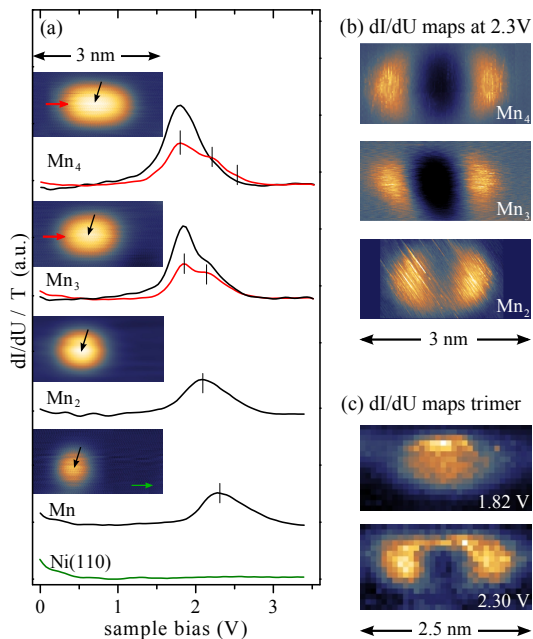 (a)
3 nm
Mn4
Mn3
Mn2
Mn
Ni(110)
dI/dU / T (a.u.)
0 1 2 3
sample bias (V)
(b) dI/dU maps at 2.3V
Mn4
Mn3
Mn2
3 nm
(c) dI/dU maps trimer
1.82 V
2.30 V
2.5 nm